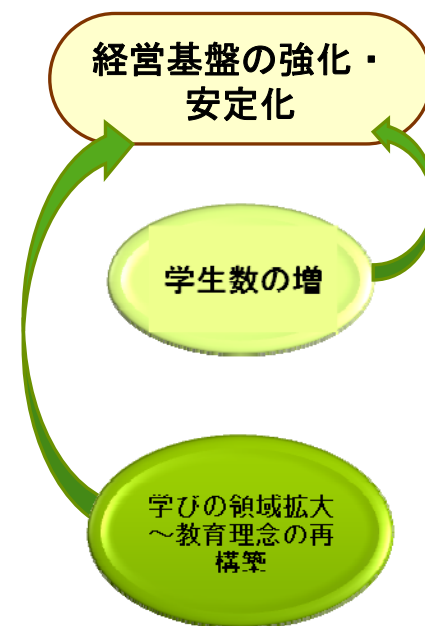 経営基盤の強化・
安定化
学生数の増
学びの領域拡大
～教育理念の再
構築